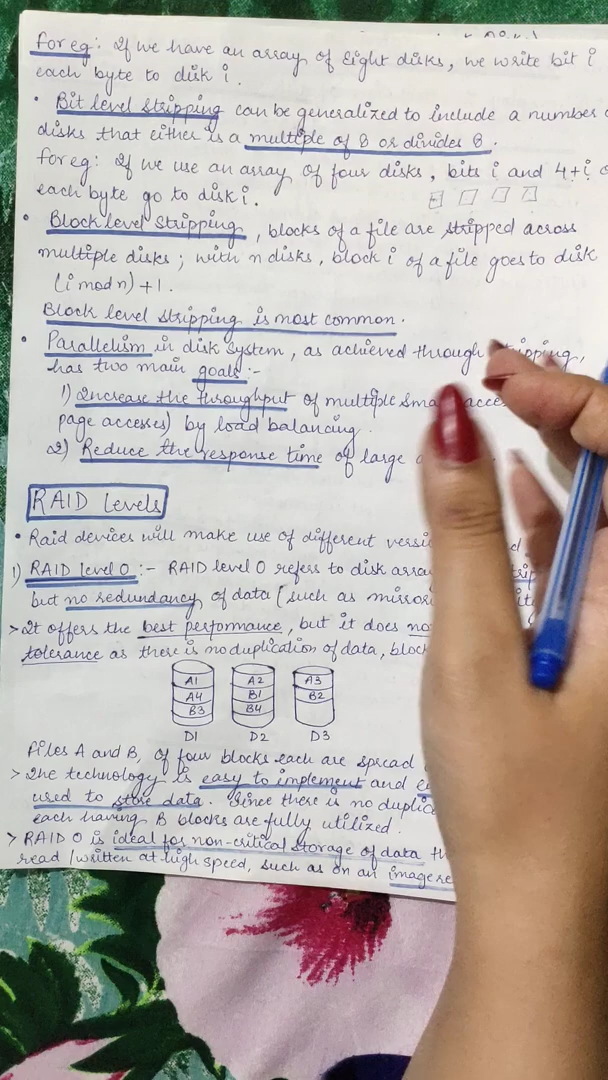 For eg: If we have an array of Eight disks, we write bit i
each byte to disk i.
• Bit level stripping can be generalized to include a number
disks that either is a multiple of 8 or divides 8.
For eg: If we use an array of four disks, bits i and 4+i
each byte go to disk i.
• Block level stripping, blocks of a file are stripped across
multiple disks; with n disks, block i of a file goes to disk
(i mod n) + 1.
Block level stripping is most common.
• Parallelism in disk system, as achieved through stripping,
has two main goals:-
1) Increase the throughput of multiple
page accesses) by load balancing.
2) Reduce the response time of large
RAID Levels
• Raid devices will make use of different
1) RAID level 0:- RAID level 0 refers to disk
but no redundancy of data (such as
> It offers the best performance, but it does
tolerance as there is no duplication of data,
A1 A2 A3
A4 B1 B2
B3 B4
D1 D2 D3
Files A and B, of four blocks each are spread
> The technology is easy to implement and
used to store data. Since there is no
each having B blocks are fully utilized.
> RAID 0 is ideal for non-critical storage of data
read/written at high speed, such as on an image